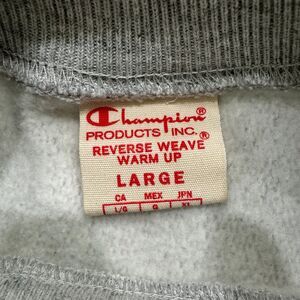 Champion®
PRODUCTS INC.®
REVERSE WEAVE
WARM UP
LARGE
CA MEX JPN
L/G G XL